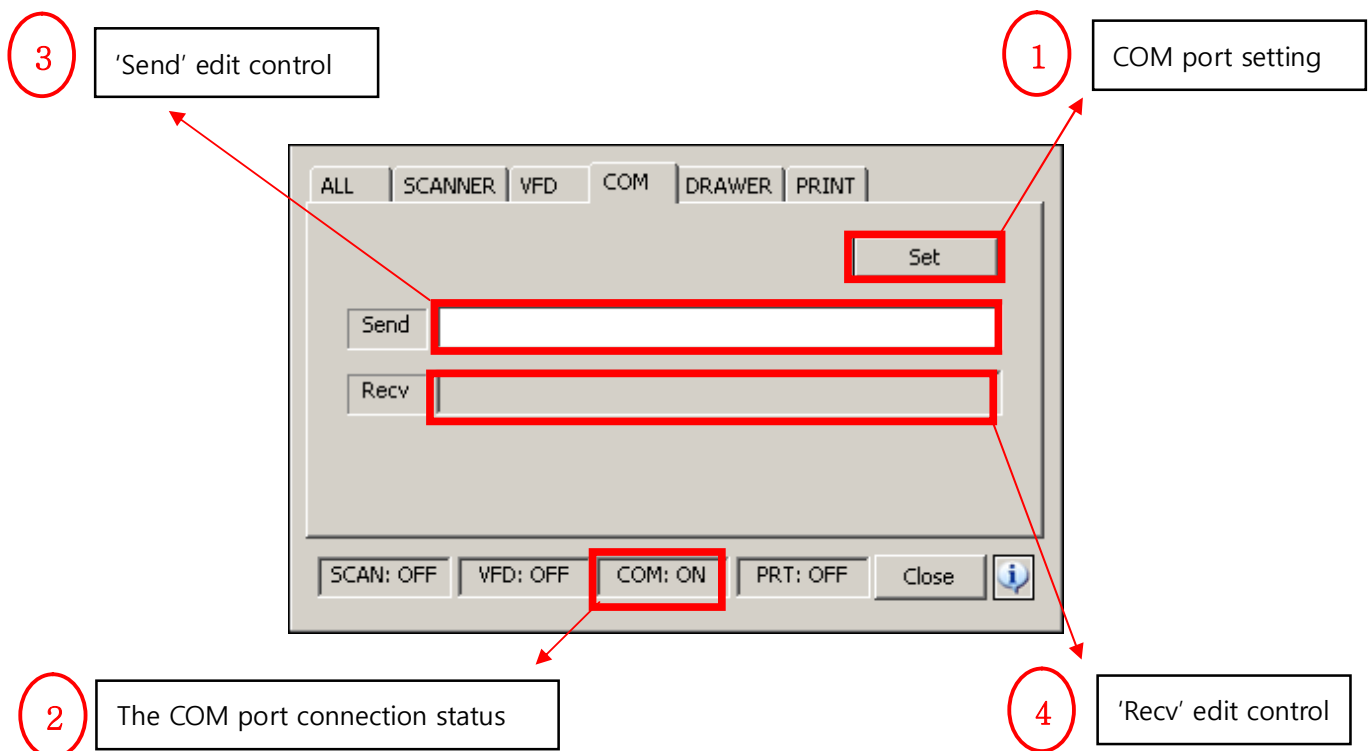 3
'Send' edit control
1
COM port setting
ALL SCANNER VFD COM DRAWER PRINT
Set
Send
Recv
SCAN: OFF VFD: OFF COM: ON PRT: OFF Close
2
The COM port connection status
4
'Recv' edit control